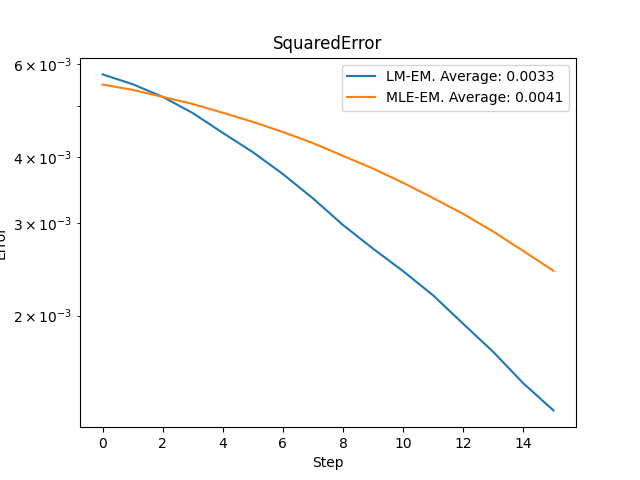 SquaredError
LM-EM. Average: 0.0033
MLE-EM. Average: 0.0041
6 × 10⁻³
4 × 10⁻³
3 × 10⁻³
2 × 10⁻³
Error
0 2 4 6 8 10 12 14
Step